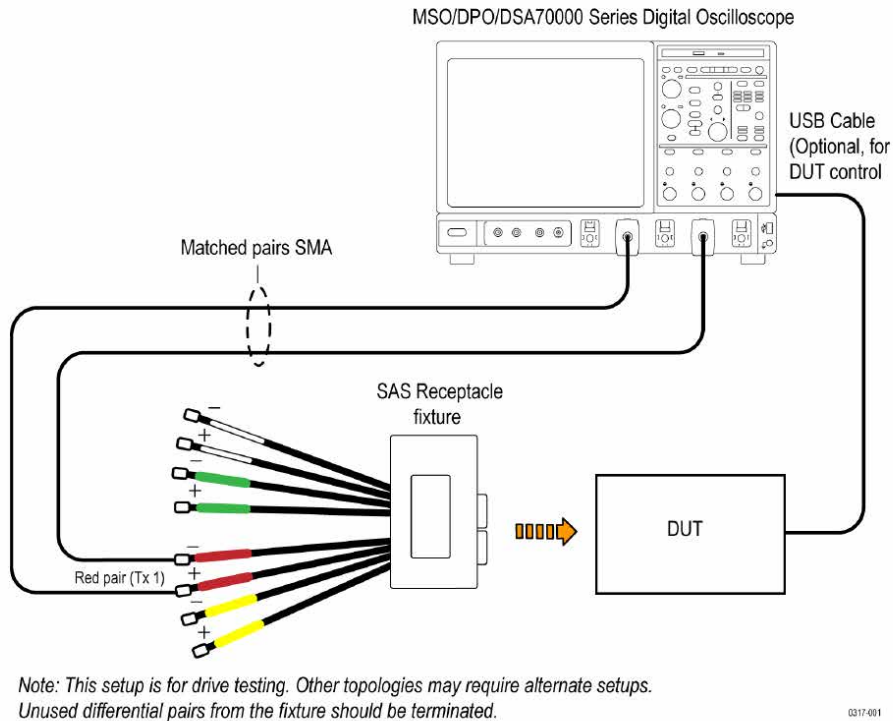 MSO/DPO/DSA70000 Series Digital Oscilloscope
USB Cable
(Optional, for
DUT control
Matched pairs SMA
SAS Receptacle
fixture
−
+
−
+
−
+
−
+
Red pair (Tx 1)
DUT
Note: This setup is for drive testing. Other topologies may require alternate setups.
Unused differential pairs from the fixture should be terminated.
0317-001